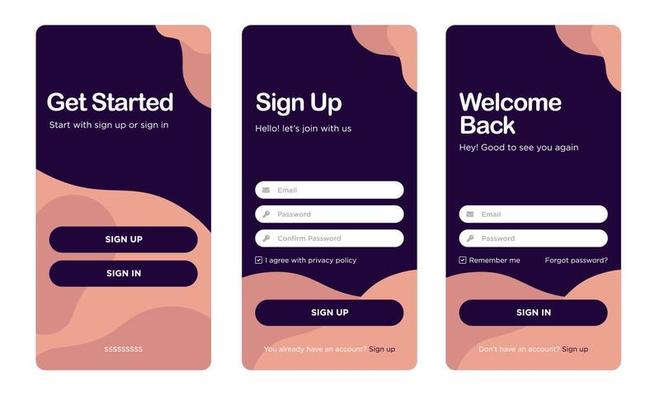 Get Started
Start with sign up or sign in
SIGN UP
SIGN IN
sssssssss
Sign Up
Hello! let's join with us
Email
Password
Confirm Password
I agree with privacy policy
SIGN UP
You already have an account? Sign up
Welcome
Back
Hey! Good to see you again
Email
Password
Remember me Forgot password?
SIGN IN
Don't have an account? Sign up